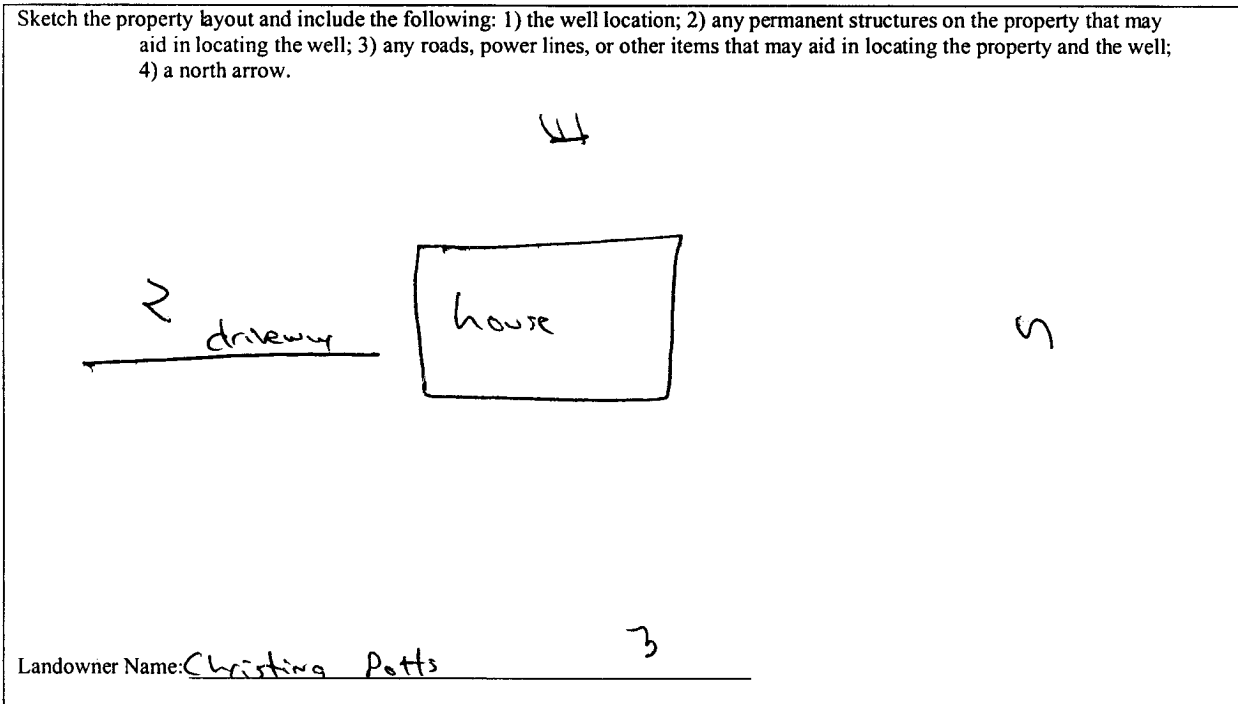 Sketch the property layout and include the following: 1) the well location; 2) any permanent structures on the property that may
aid in locating the well; 3) any roads, power lines, or other items that may aid in locating the property and the well;
4) a north arrow.
E
N
driveway
house
S
W
Landowner Name: Christina Potts